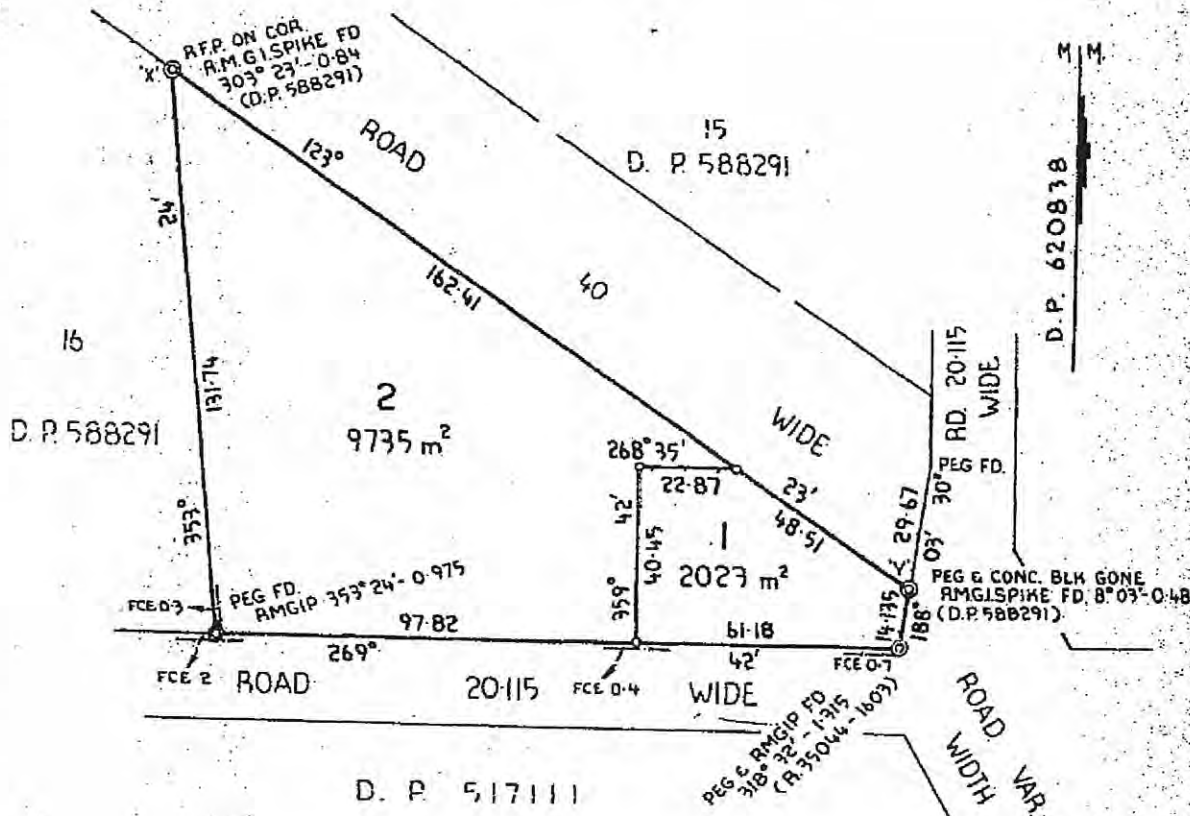 R.F.P. ON COR.
R.M. G.I. SPIKE FD
303° 23'- 0·84
(D.P. 588291)
'X'
123°
ROAD
15
D. P. 588291
M M.
D.P. 620838
24'
162·41
40
16
D. P. 588291
131·74
353°
2
9735 m²
WIDE
RD. 20·115
WIDE
268° 35'
22·87
PEG FD.
23'
48·51
42'
40·45
359°
1
2023 m²
29·67
30"
03'
Y
PEG & CONC. BLK GONE
RMG.I.SPIKE FD. 8° 03'-0·48
(D.P. 588291)
14·135
188°
PEG FD.
RMGIP 353° 24'- 0·975
FCE 0·3
97·82
269°
61·18
42'
FCE 2
ROAD
20·115
FCE 0·4
WIDE
FCE 0·7
PEG & RMGIP FD
318° 32' - 1·715
(R.35044 - 1603)
ROAD
VAR.
WIDTH
D. P. 517111